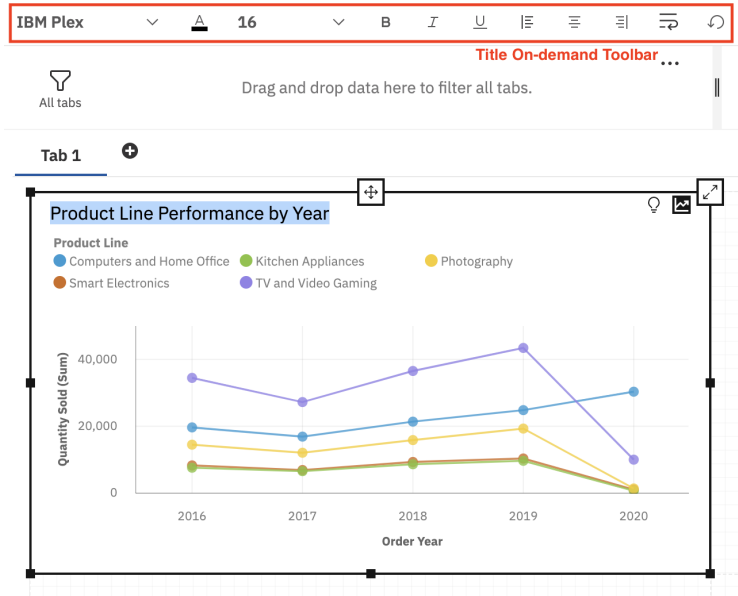 IBM Plex A 16 B I U
Title On-demand Toolbar
All tabs
Drag and drop data here to filter all tabs.
Tab 1
Product Line Performance by Year
Product Line
Computers and Home Office Kitchen Appliances Photography
Smart Electronics TV and Video Gaming
Quantity Sold (Sum)
40,000
20,000
0
2016 2017 2018 2019 2020
Order Year